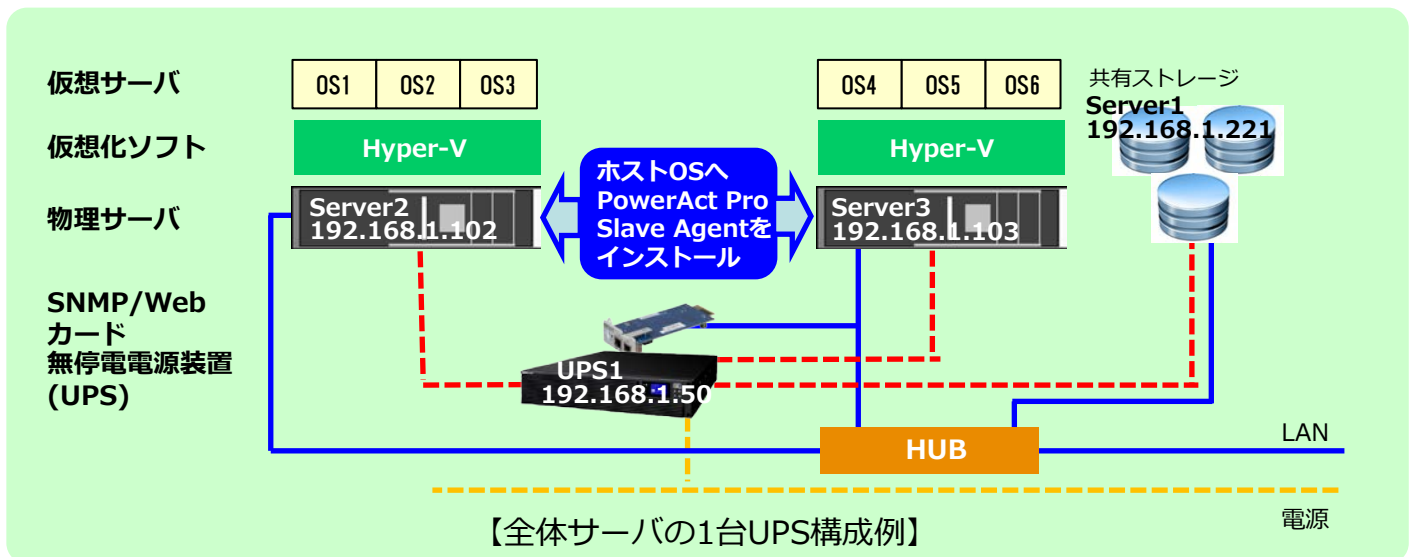 仮想サーバ
OS1 OS2 OS3
OS4 OS5 OS6
共有ストレージ
Server1
192.168.1.221
仮想化ソフト
Hyper-V
Hyper-V
ホストOSへ
PowerAct Pro
Slave Agentを
インストール
物理サーバ
Server2
192.168.1.102
Server3
192.168.1.103
SNMP/Web
カード
無停電電源装置
(UPS)
UPS1
192.168.1.50
HUB
LAN
電源
【全体サーバの1台UPS構成例】